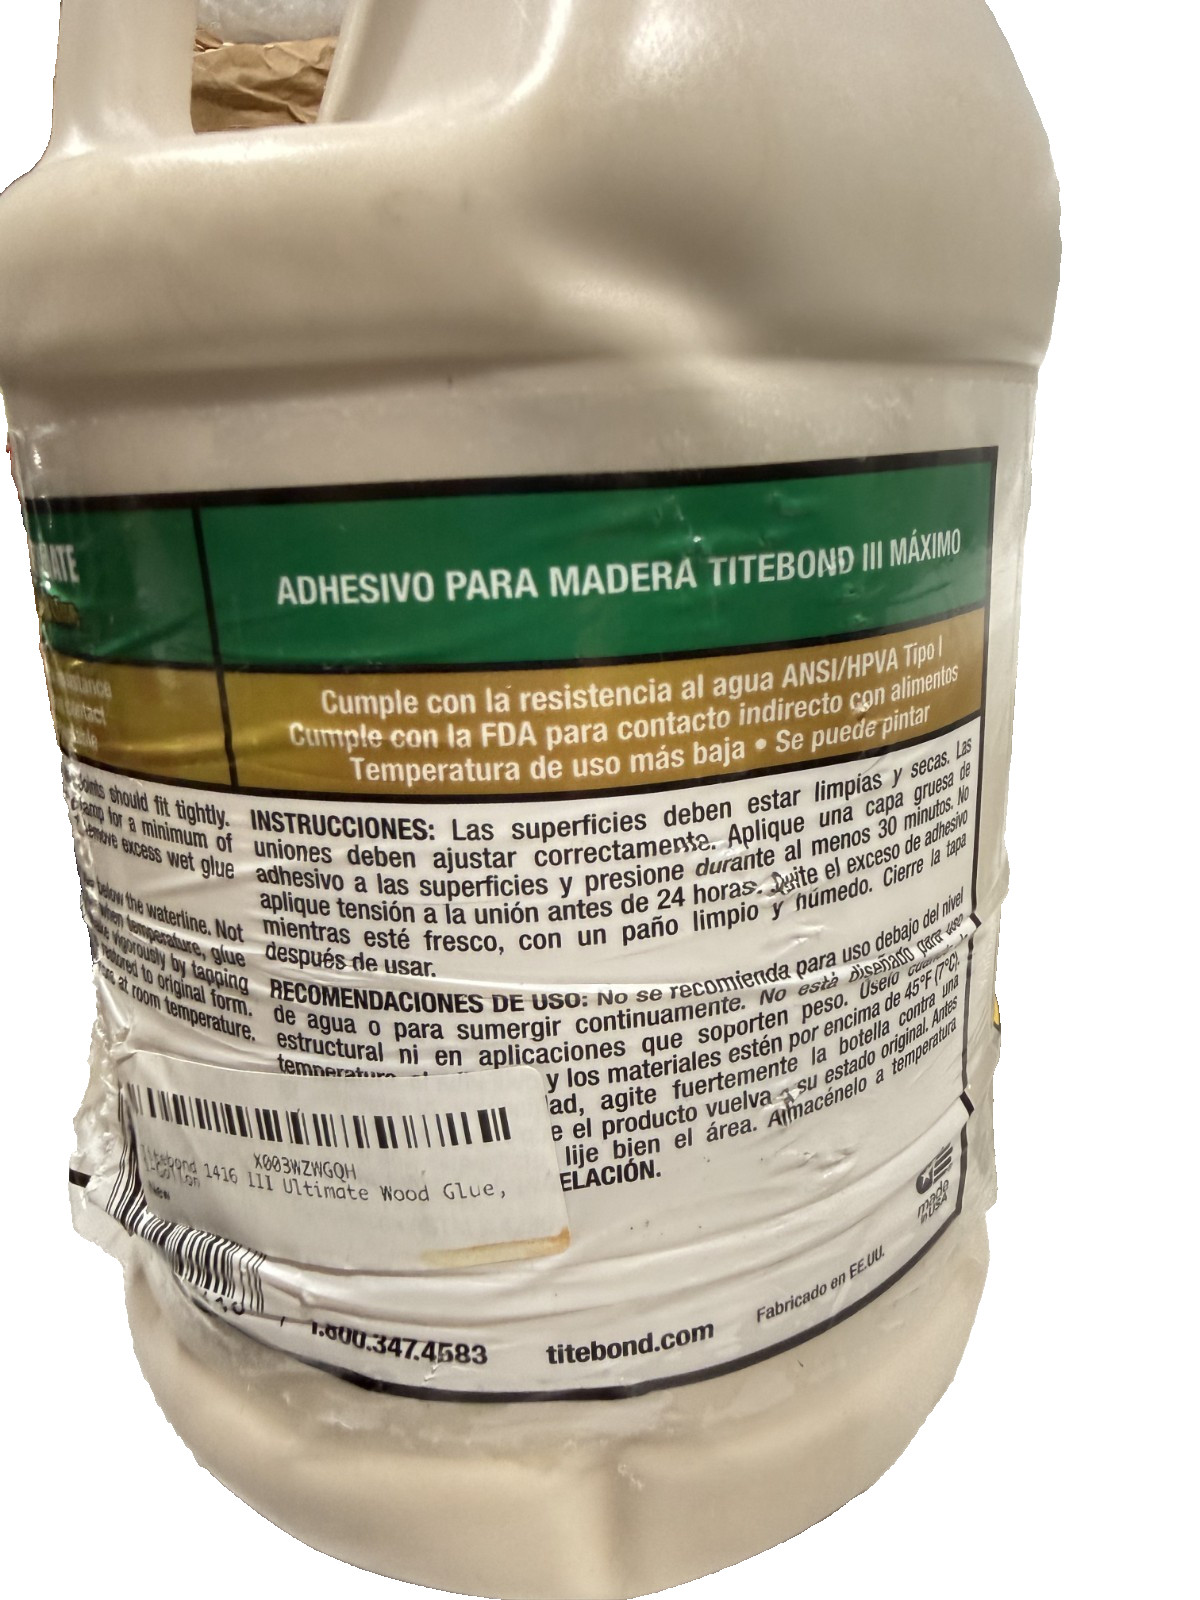 ADHESIVO PARA MADERA TITEBOND III MÁXIMO
Cumple con la resistencia al agua ANSI/HPVA Tipo I
Cumple con la FDA para contacto indirecto con alimentos
Temperatura de uso más baja • Se puede pintar
oints should fit tightly.
amp for a minimum of
emove excess wet glue
below the waterline. Not
when temperature, glue
vigorously by tapping
restored to original form.
at room temperature.
INSTRUCCIONES: Las superficies deben estar limpias y secas. Las
uniones deben ajustar correctamente. Aplique una capa gruesa de
adhesivo a las superficies y presione durante al menos 30 minutos. No
aplique tensión a la unión antes de 24 horas. Quite el exceso de adhesivo
mientras esté fresco, con un paño limpio y húmedo. Cierre la tapa
después de usar.
RECOMENDACIONES DE USO: No se recomienda para uso debajo del nivel
de agua o para sumergir continuamente. No está diseñado para uso
estructural ni en aplicaciones que soporten peso. Úselo
temperatura y los materiales estén por encima de 45°F (7°C).
ad, agite fuertemente la botella contra una
e el producto vuelva a su estado original. Antes
lije bien el área. Almacénelo a temperatura
ELACIÓN.
X003WZWGQH
Titebond 1416 III Ultimate Wood Glue,
New
made
in USA
1.800.347.4583
titebond.com
Fabricado en EE.UU.